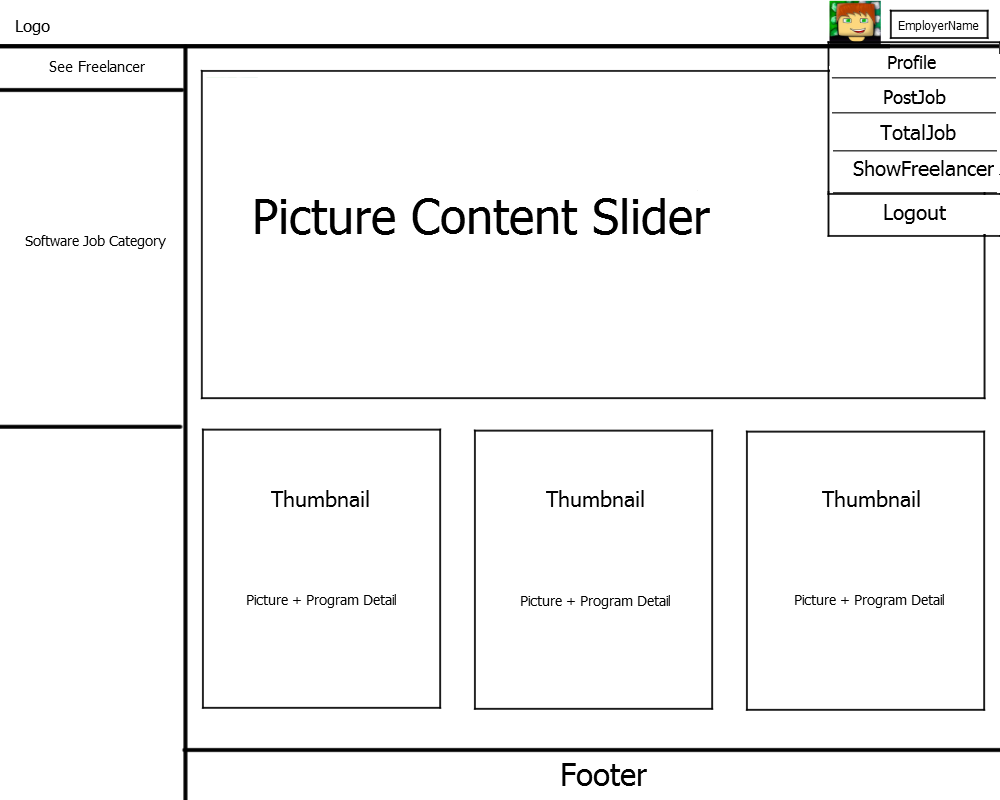 Logo
EmployerName
See Freelancer
Profile
PostJob
TotalJob
ShowFreelancer
Logout
Software Job Category
Picture Content Slider
Thumbnail
Thumbnail
Thumbnail
Picture + Program Detail
Picture + Program Detail
Picture + Program Detail
Footer